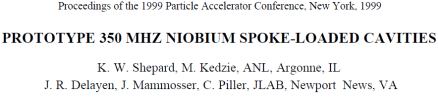 Proceedings of the 1999 Particle Accelerator Conference, New York, 1999
PROTOTYPE 350 MHZ NIOBIUM SPOKE-LOADED CAVITIES
K. W. Shepard, M. Kedzie, ANL, Argonne, IL
J. R. Delayen, J. Mammosser, C. Piller, JLAB, Newport News, VA